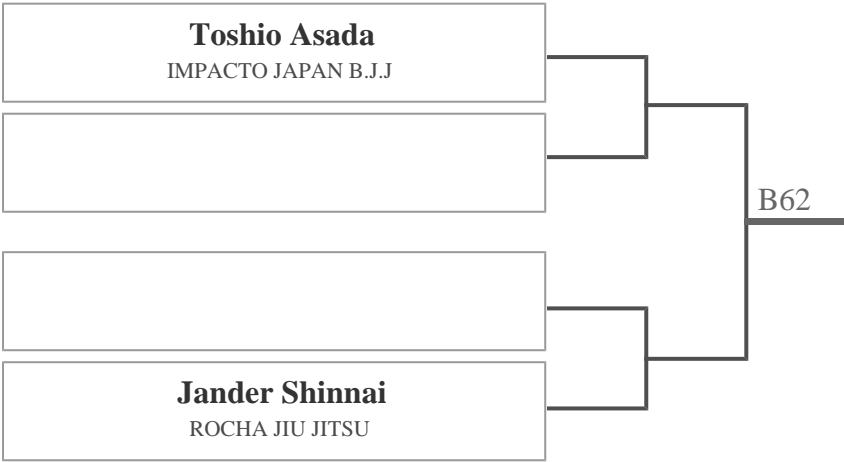 Toshio Asada
IMPACTO JAPAN B.J.J
B62
Jander Shinnai
ROCHA JIU JITSU